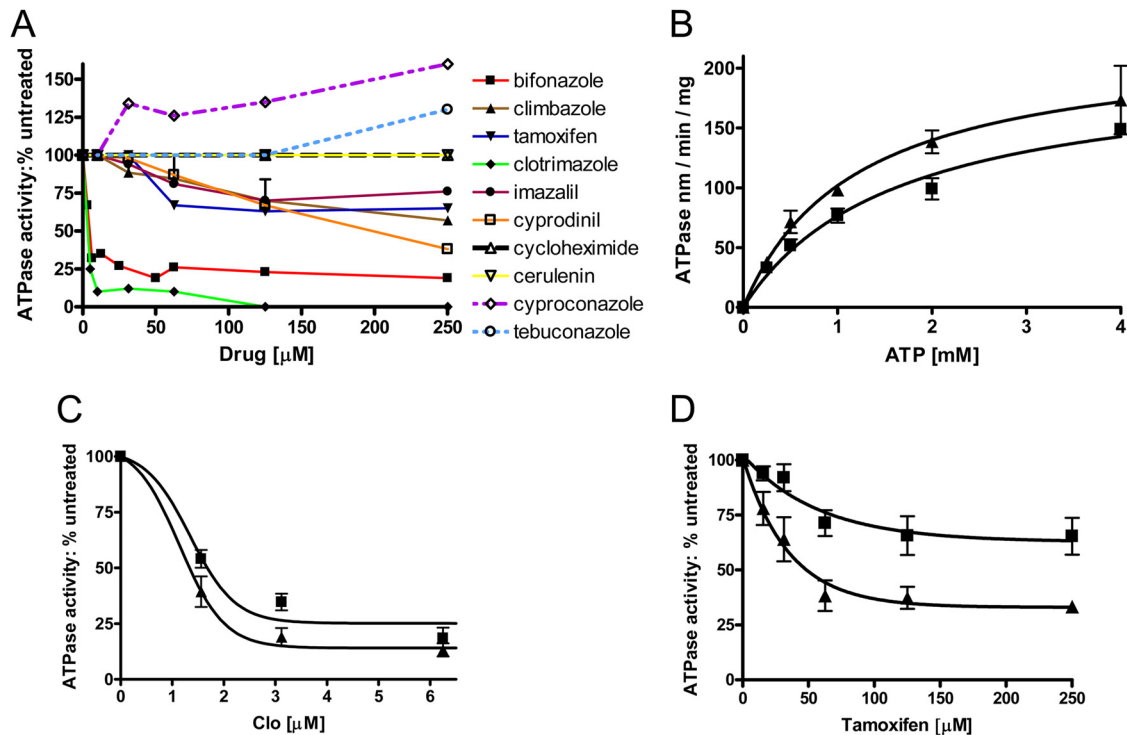 A
ATPase activity:% untreated
150
125
100
75
50
25
0
0 50 100 150 200 250
Drug [µM]
bifonazole
climbazole
tamoxifen
clotrimazole
imazalil
cyprodinil
cycloheximide
cerulenin
cyproconazole
tebuconazole
B
ATPase nm / min / mg
200
150
100
50
0
0 1 2 3 4
ATP [mM]
C
ATPase activity: % untreated
100
75
50
25
0
0 1 2 3 4 5 6
Clo [µM]
D
ATPase activity: % untreated
100
75
50
25
0
0 50 100 150 200 250
Tamoxifen [µM]